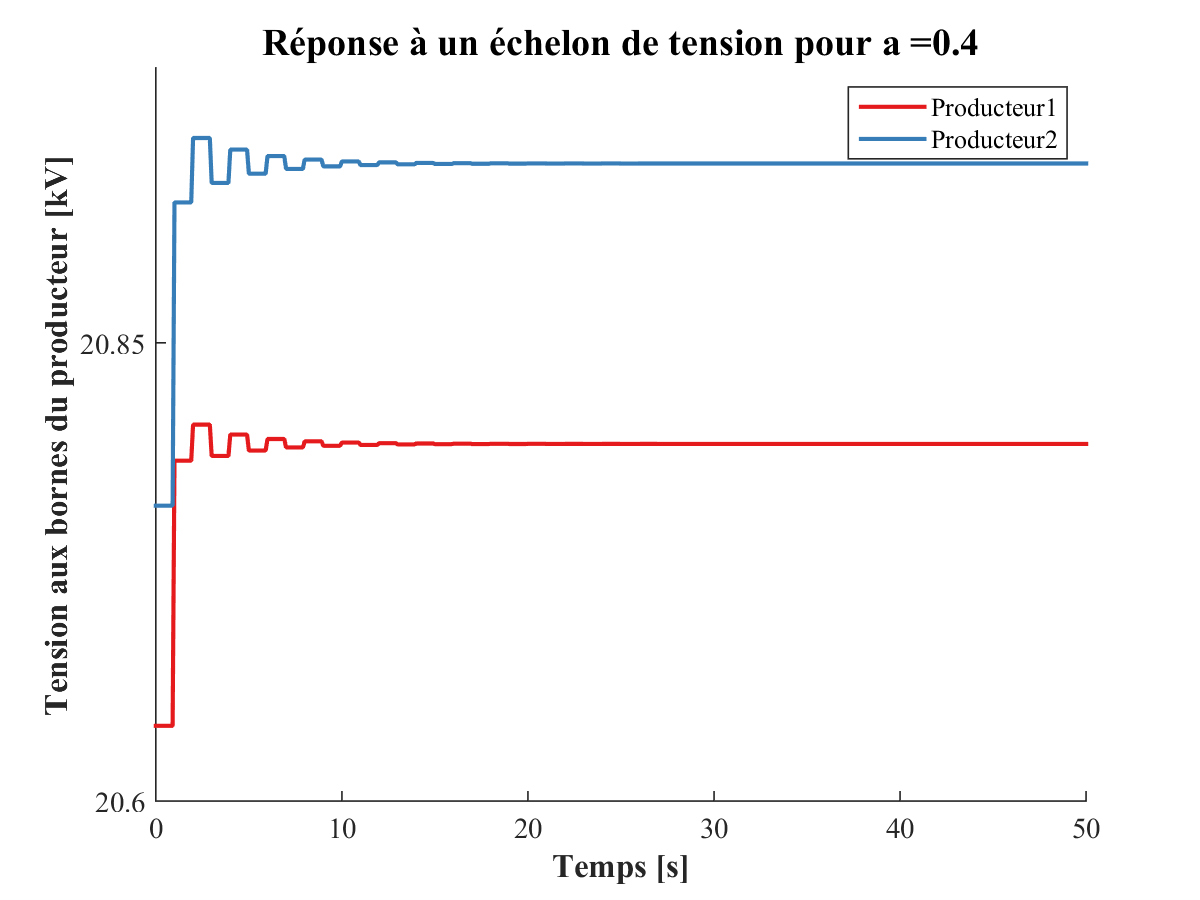 Réponse à un échelon de tension pour a =0.4
Producteur1
Producteur2
Tension aux bornes du producteur [kV]
20.85
20.6
0 10 20 30 40 50
Temps [s]